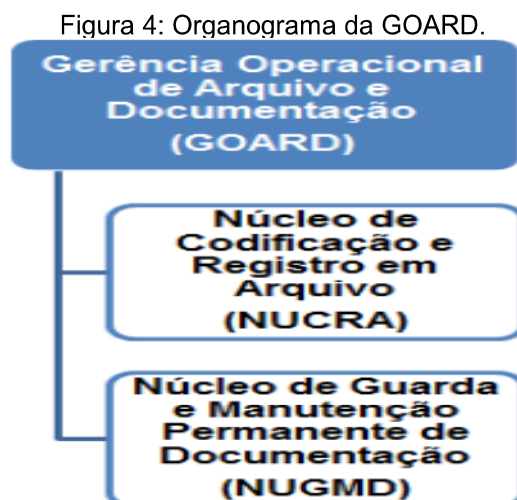 Figura 4: Organograma da GOARD.
Gerência Operacional
de Arquivo e
Documentação
(GOARD)
Núcleo de
Codificação e
Registro em
Arquivo
(NUCRA)
Núcleo de Guarda
e Manutenção
Permanente de
Documentação
(NUGMD)